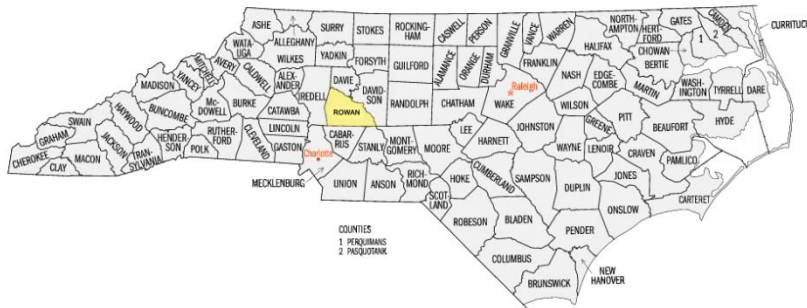 ASHE
ALLEGHANY
SURRY
STOKES
ROCKING-
HAM
CASWELL
PERSON
GRANVILLE
VANCE
WARREN
NORTH-
AMPTON
HERT-
FORD
GATES
CAMDEN
CURRITUCK
WATA-
UGA
WILKES
YADKIN
FORSYTH
GUILFORD
ALAMANCE
ORANGE
DURHAM
FRANKLIN
HALIFAX
CHOWAN
BERTIE
1
2
MITCHELL
AVERY
CALDWELL
ALEX-
ANDER
IREDELL
DAVIE
DAVID-
SON
RANDOLPH
CHATHAM
Raleigh
WAKE
NASH
EDGE-
COMBE
MARTIN
WASH-
INGTON
TYRRELL
DARE
MADISON
YANCEY
Mc-
DOWELL
BURKE
CATAWBA
ROWAN
JOHNSTON
WILSON
GREENE
PITT
BEAUFORT
HYDE
SWAIN
HAYWOOD
BUNCOMBE
RUTHER-
FORD
CLEVELAND
LINCOLN
GASTON
Charlotte
CABAR-
RUS
STANLY
MONT-
GOMERY
MOORE
LEE
HARNETT
WAYNE
LENOIR
CRAVEN
PAMLICO
GRAHAM
CHEROKEE
CLAY
MACON
JACKSON
TRAN-
SYLVANIA
HENDER
SON
POLK
MECKLENBURG
UNION
ANSON
RICH-
MOND
SCOT-
LAND
HOKE
CUMBERLAND
SAMPSON
DUPLIN
JONES
CARTERET
ONSLOW
ROBESON
BLADEN
PENDER
COLUMBUS
BRUNSWICK
NEW
HANOVER
COUNTIES
1 PERQUIMANS
2 PASQUOTANK